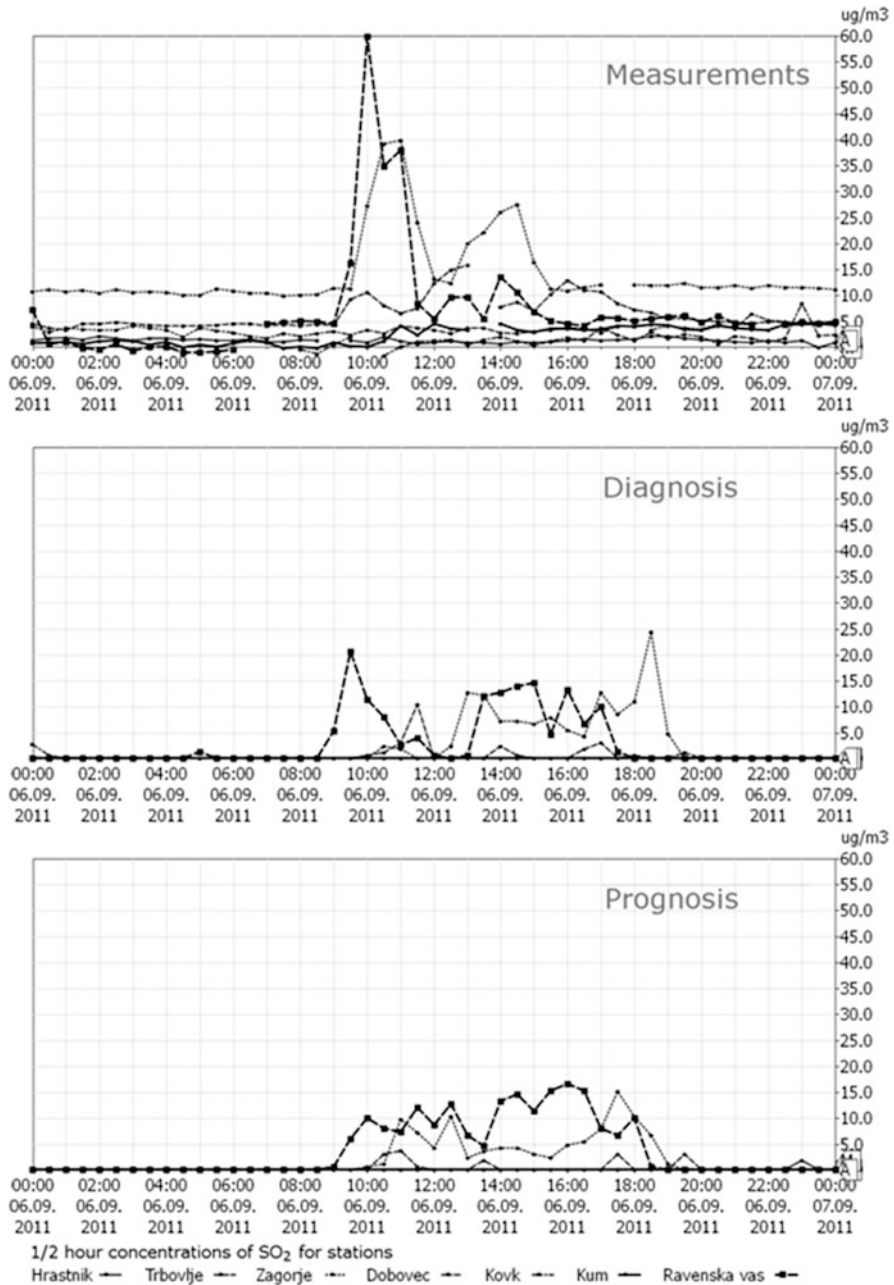 ug/m3
60.0
Measurements
55.0
50.0
45.0
40.0
35.0
30.0
25.0
20.0
15.0
10.0
5.0
A
00:00 02:00 04:00 06:00 08:00 10:00 12:00 14:00 16:00 18:00 20:00 22:00 00:00
06.09. 06.09. 06.09. 06.09. 06.09. 06.09. 06.09. 06.09. 06.09. 06.09. 06.09. 06.09. 07.09.
2011 2011 2011 2011 2011 2011 2011 2011 2011 2011 2011 2011 2011
ug/m3
60.0
55.0
Diagnosis
50.0
45.0
40.0
35.0
30.0
25.0
20.0
15.0
10.0
5.0
A
00:00 02:00 04:00 06:00 08:00 10:00 12:00 14:00 16:00 18:00 20:00 22:00 00:00
06.09. 06.09. 06.09. 06.09. 06.09. 06.09. 06.09. 06.09. 06.09. 06.09. 06.09. 06.09. 07.09.
2011 2011 2011 2011 2011 2011 2011 2011 2011 2011 2011 2011 2011
ug/m3
60.0
55.0
Prognosis
50.0
45.0
40.0
35.0
30.0
25.0
20.0
15.0
10.0
5.0
A
00:00 02:00 04:00 06:00 08:00 10:00 12:00 14:00 16:00 18:00 20:00 22:00 00:00
06.09. 06.09. 06.09. 06.09. 06.09. 06.09. 06.09. 06.09. 06.09. 06.09. 06.09. 06.09. 07.09.
2011 2011 2011 2011 2011 2011 2011 2011 2011 2011 2011 2011 2011
1/2 hour concentrations of SO₂ for stations
Hrastnik Trbovlje Zagorje Dobovec Kovk Kum Ravenska vas